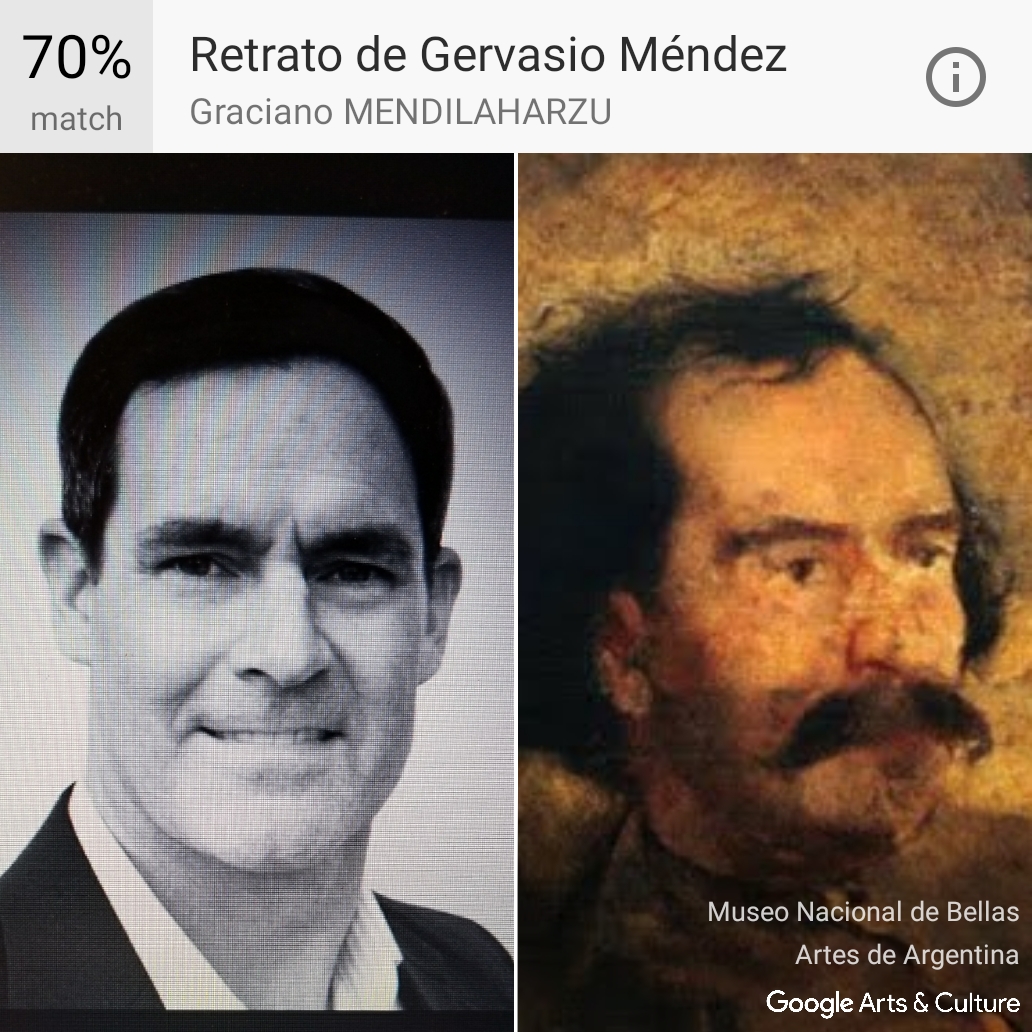 70%
match
Retrato de Gervasio Méndez
Graciano MENDILAHARZU
Museo Nacional de Bellas
Artes de Argentina
Google Arts & Culture